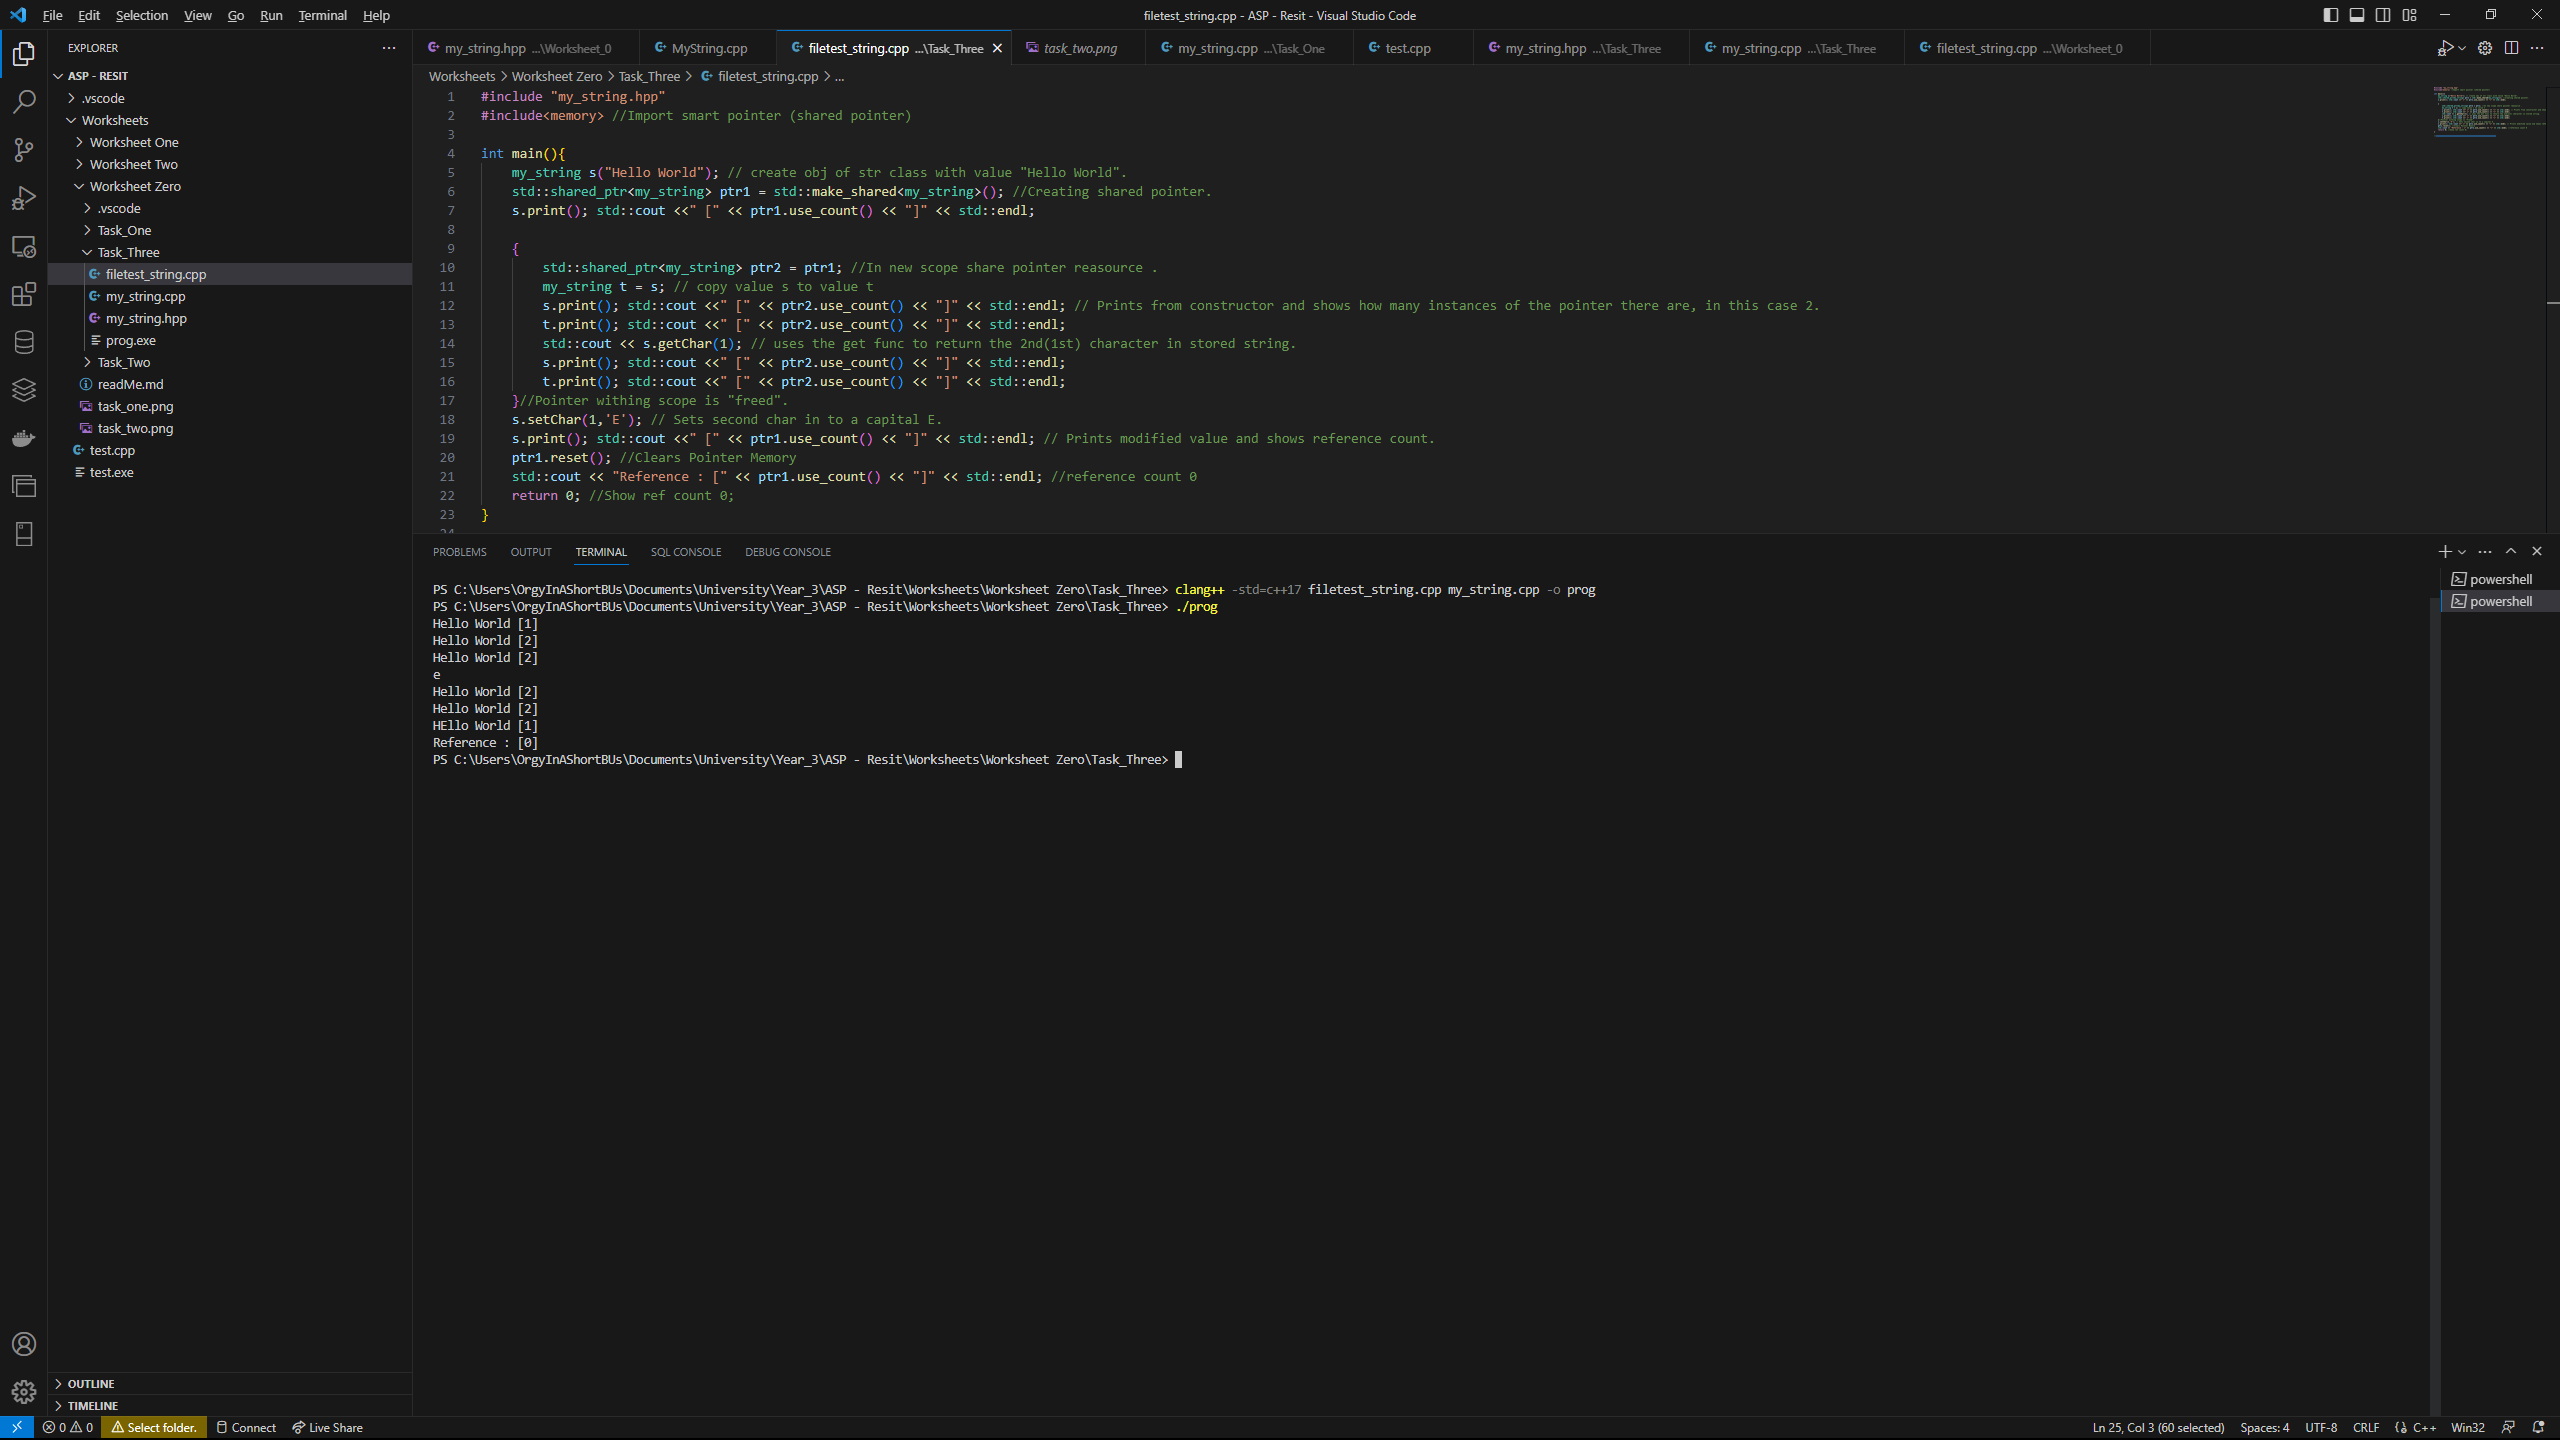 File Edit Selection View Go Run Terminal Help
filetest_string.cpp - ASP - Resit - Visual Studio Code
EXPLORER
my_string.hpp ...\Worksheet_0
MyString.cpp
filetest_string.cpp ...\Task_Three
task_two.png
my_string.cpp ...\Task_One
test.cpp
my_string.hpp ...\Task_Three
my_string.cpp ...\Task_Three
filetest_string.cpp ...\Worksheet_0
ASP - RESIT
.vscode
Worksheets
Worksheet One
Worksheet Two
Worksheet Zero
.vscode
Task_One
Task_Three
filetest_string.cpp
my_string.cpp
my_string.hpp
prog.exe
Task_Two
readMe.md
task_one.png
task_two.png
test.cpp
test.exe
OUTLINE
TIMELINE
Worksheets > Worksheet Zero > Task_Three > filetest_string.cpp > ...
1 #include "my_string.hpp"
2 #include<memory> //Import smart pointer (shared pointer)
3
4 int main(){
5 my_string s("Hello World"); // create obj of str class with value "Hello World".
6 std::shared_ptr<my_string> ptr1 = std::make_shared<my_string>(); //Creating shared pointer.
7 s.print(); std::cout <<" [" << ptr1.use_count() << "]" << std::endl;
8
9 {
10 std::shared_ptr<my_string> ptr2 = ptr1; //In new scope share pointer reasource .
11 my_string t = s; // copy value s to value t
12 s.print(); std::cout <<" [" << ptr2.use_count() << "]" << std::endl; // Prints from constructor and shows how many instances of the pointer there are, in this case 2.
13 t.print(); std::cout <<" [" << ptr2.use_count() << "]" << std::endl;
14 std::cout << s.getChar(1); // uses the get func to return the 2nd(1st) character in stored string.
15 s.print(); std::cout <<" [" << ptr2.use_count() << "]" << std::endl;
16 t.print(); std::cout <<" [" << ptr2.use_count() << "]" << std::endl;
17 }//Pointer withing scope is "freed".
18 s.setChar(1,'E'); // Sets second char in to a capital E.
19 s.print(); std::cout <<" [" << ptr1.use_count() << "]" << std::endl; // Prints modified value and shows reference count.
20 ptr1.reset(); //Clears Pointer Memory
21 std::cout << "Reference : [" << ptr1.use_count() << "]" << std::endl; //reference count 0
22 return 0; //Show ref count 0;
23 }
24
PROBLEMS OUTPUT TERMINAL SQL CONSOLE DEBUG CONSOLE
PS C:\Users\OrgyInAShortBUs\Documents\University\Year_3\ASP - Resit\Worksheets\Worksheet Zero\Task_Three> clang++ -std=c++17 filetest_string.cpp my_string.cpp -o prog
PS C:\Users\OrgyInAShortBUs\Documents\University\Year_3\ASP - Resit\Worksheets\Worksheet Zero\Task_Three> ./prog
Hello World [1]
Hello World [2]
Hello World [2]
e
Hello World [2]
Hello World [2]
HEllo World [1]
Reference : [0]
PS C:\Users\OrgyInAShortBUs\Documents\University\Year_3\ASP - Resit\Worksheets\Worksheet Zero\Task_Three>
powershell
powershell
0 0 Select folder. Connect Live Share
Ln 25, Col 3 (60 selected) Spaces: 4 UTF-8 CRLF C++ Win32